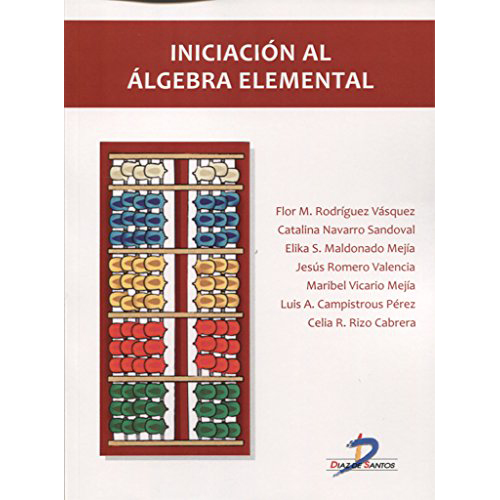 INICIACIÓN AL
ÁLGEBRA ELEMENTAL
Flor M. Rodríguez Vásquez
Catalina Navarro Sandoval
Elika S. Maldonado Mejía
Jesús Romero Valencia
Maribel Vicario Mejía
Luis A. Campistrous Pérez
Celia R. Rizo Cabrera
DIAZ DE SANTOS